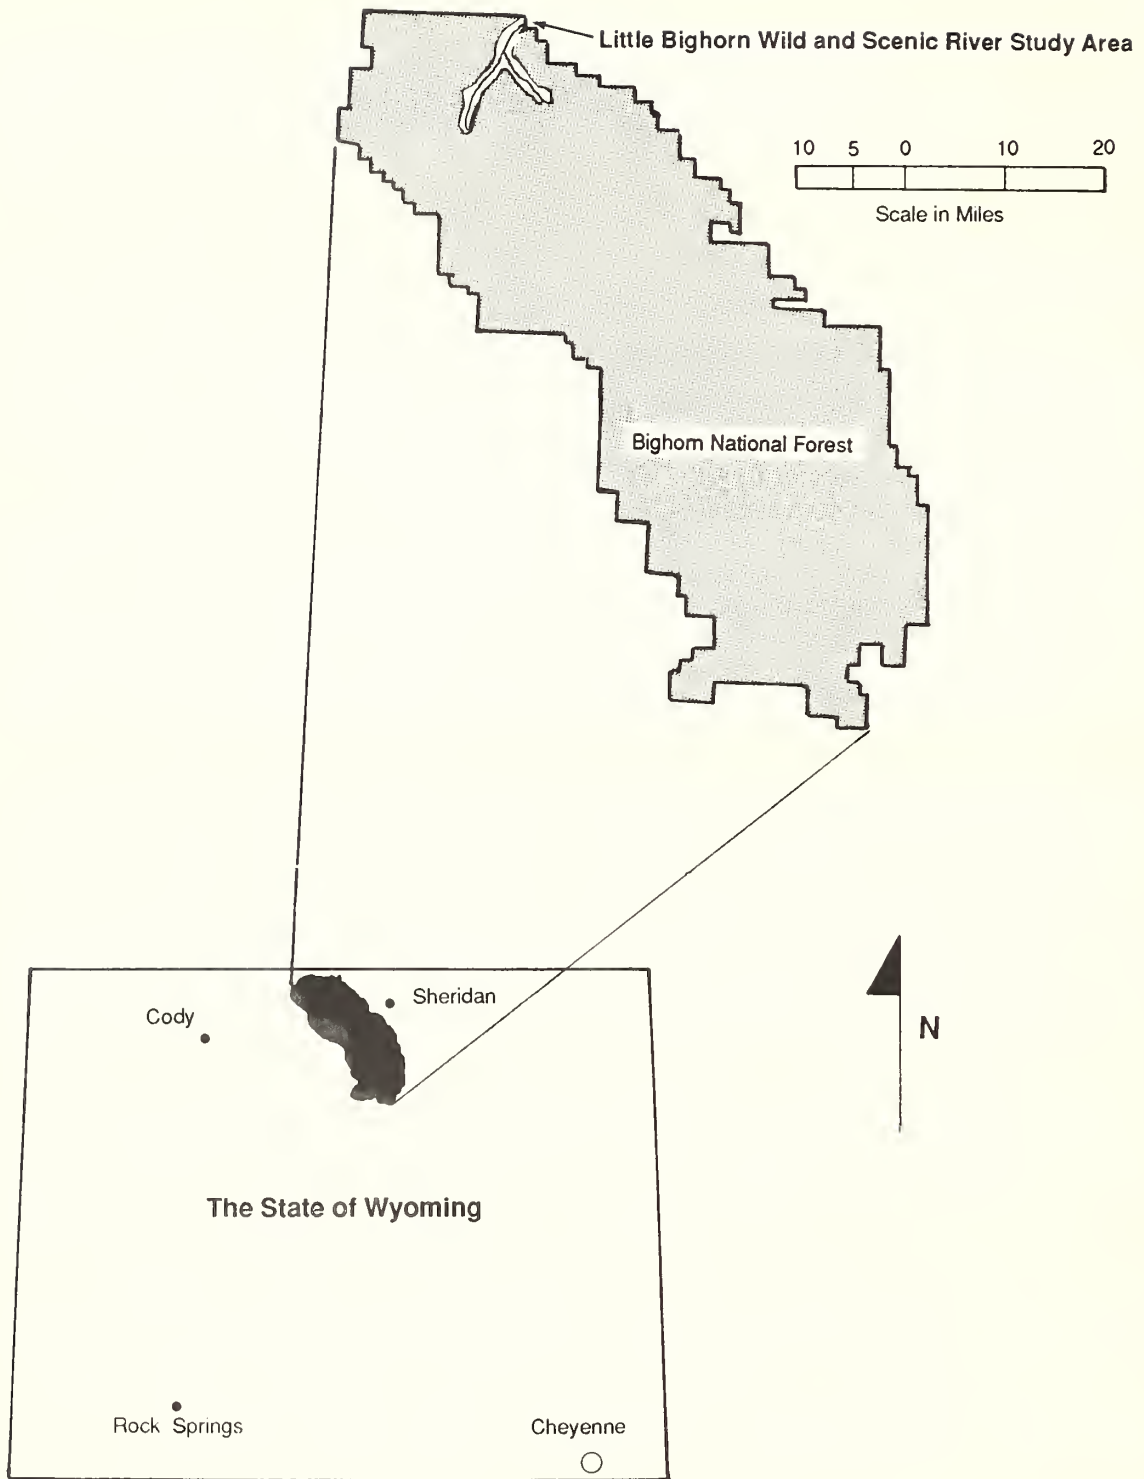 Little Bighorn Wild and Scenic River Study Area
10 5 0 10 20
Scale in Miles
Bighorn National Forest
Sheridan
Cody
N
The State of Wyoming
Rock Springs
Cheyenne